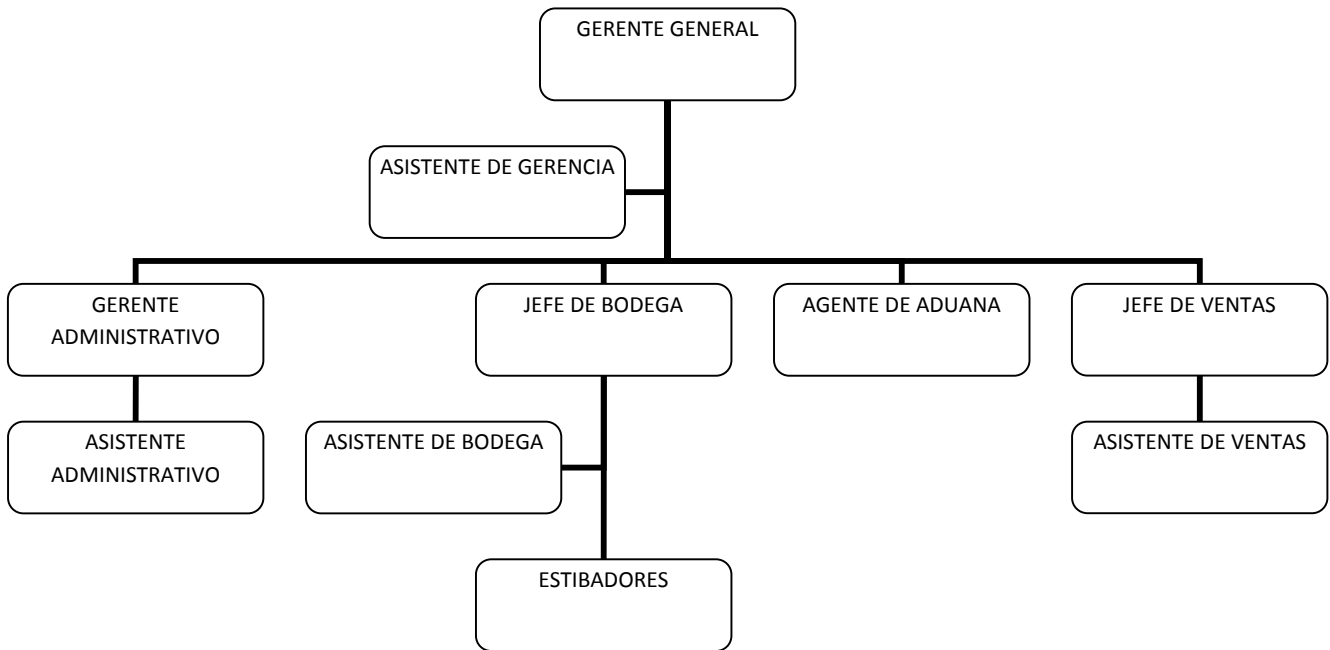 GERENTE GENERAL
ASISTENTE DE GERENCIA
GERENTE
ADMINISTRATIVO
JEFE DE BODEGA
AGENTE DE ADUANA
JEFE DE VENTAS
ASISTENTE
ADMINISTRATIVO
ASISTENTE DE BODEGA
ASISTENTE DE VENTAS
ESTIBADORES